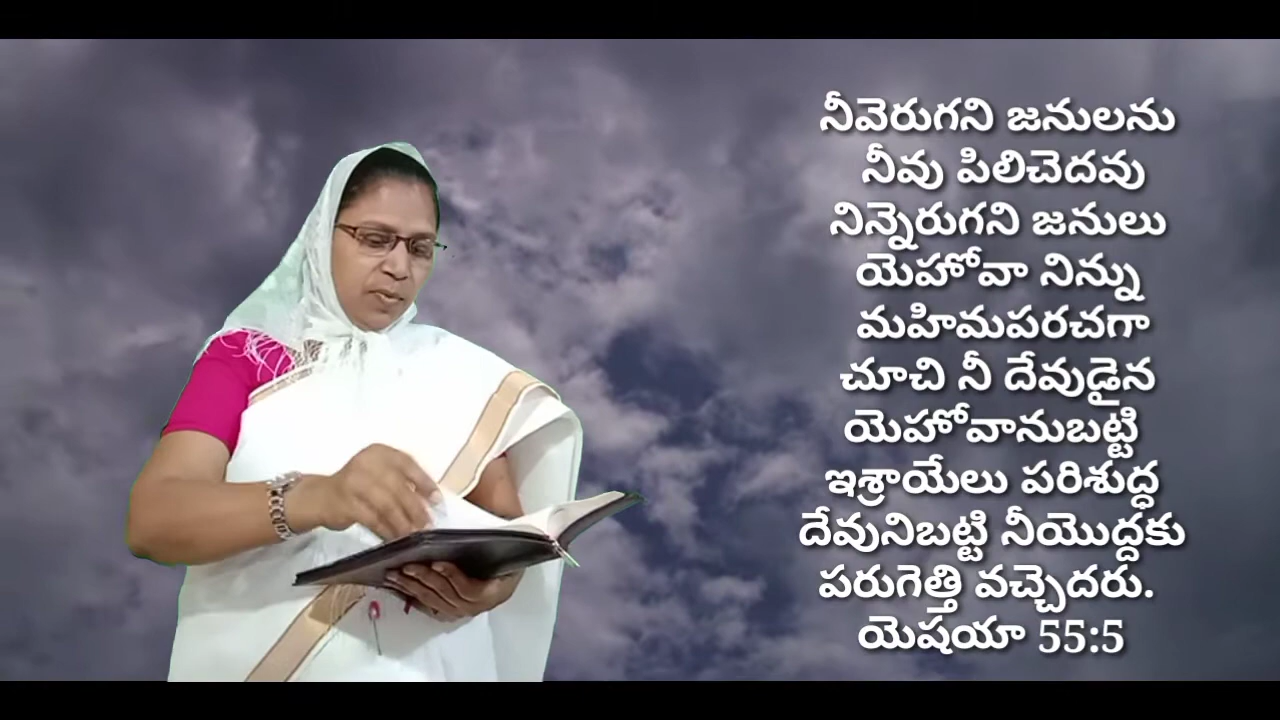 నీవెరుగని జనులను
నీవు పిలిచెదవు
నిన్నెరుగని జనులు
యెహోవా నిన్ను
మహిమపరచగా
చూచి నీ దేవుడైన
యెహోవానుబట్టి
ఇశ్రాయేలు పరిశుద్ధ
దేవునిబట్టి నీయొద్దకు
పరుగెత్తి వచ్చెదరు.
యెషయా 55:5